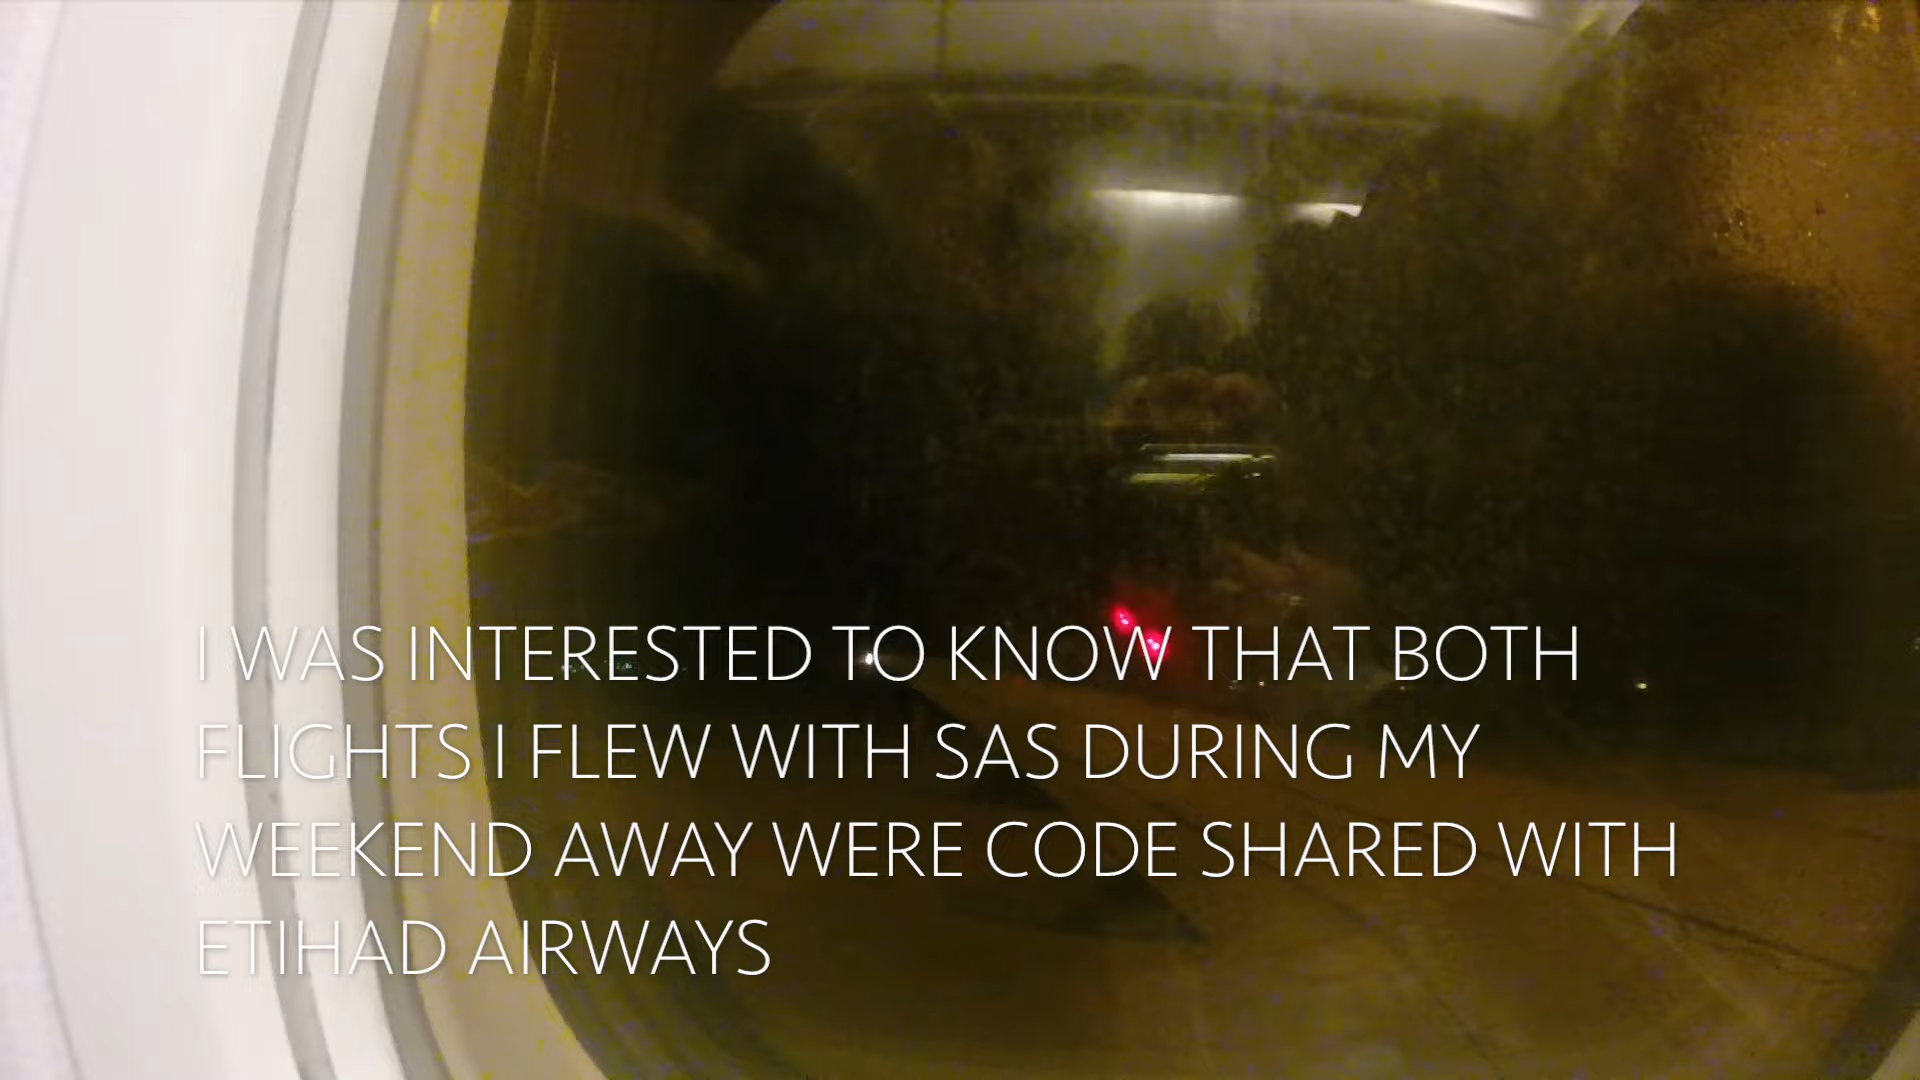 I WAS INTERESTED TO KNOW THAT BOTH
FLIGHTS I FLEW WITH SAS DURING MY
WEEKEND AWAY WERE CODE SHARED WITH
ETIHAD AIRWAYS